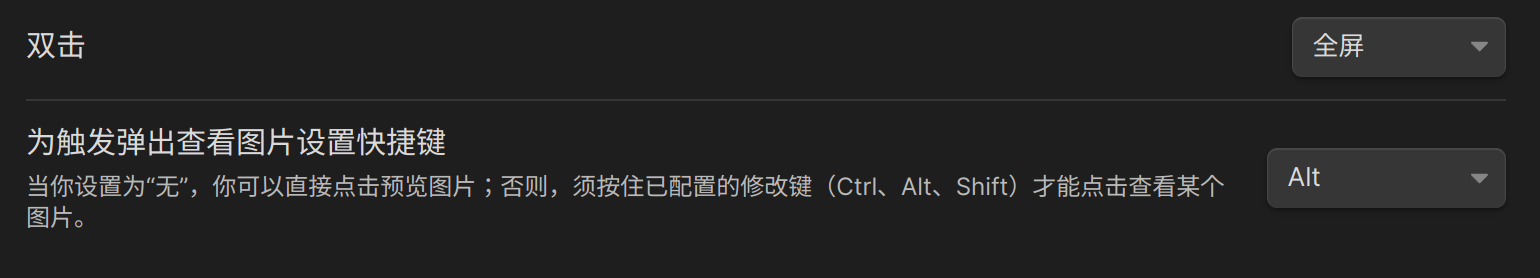 双击
全屏
为触发弹出查看图片设置快捷键
当你设置为“无”，你可以直接点击预览图片；否则，须按住已配置的修改键（Ctrl、Alt、Shift）才能点击查看某个
图片。
Alt